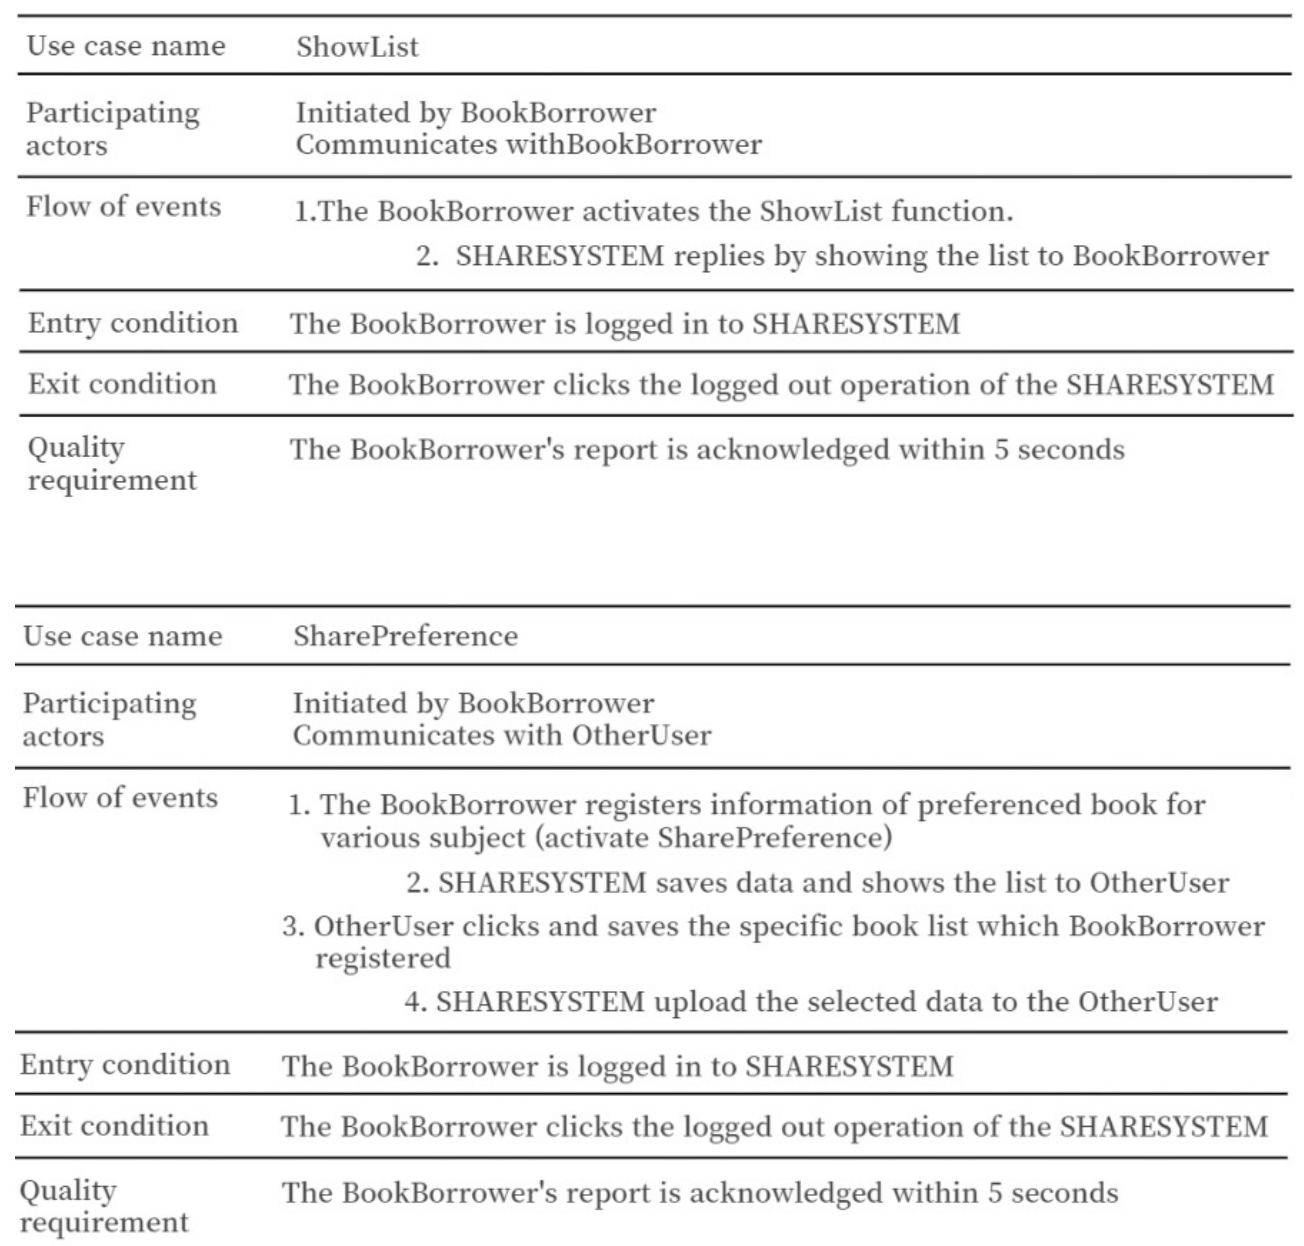 Use case name ShowList
Participating actors Initiated by BookBorrower
Communicates withBookBorrower
Flow of events 1.The BookBorrower activates the ShowList function.
2. SHARESYSTEM replies by showing the list to BookBorrower
Entry condition The BookBorrower is logged in to SHARESYSTEM
Exit condition The BookBorrower clicks the logged out operation of the SHARESYSTEM
Quality requirement The BookBorrower's report is acknowledged within 5 seconds
Use case name SharePreference
Participating actors Initiated by BookBorrower
Communicates with OtherUser
Flow of events 1. The BookBorrower registers information of preferenced book for
various subject (activate SharePreference)
2. SHARESYSTEM saves data and shows the list to OtherUser
3. OtherUser clicks and saves the specific book list which BookBorrower
registered
4. SHARESYSTEM upload the selected data to the OtherUser
Entry condition The BookBorrower is logged in to SHARESYSTEM
Exit condition The BookBorrower clicks the logged out operation of the SHARESYSTEM
Quality requirement The BookBorrower's report is acknowledged within 5 seconds